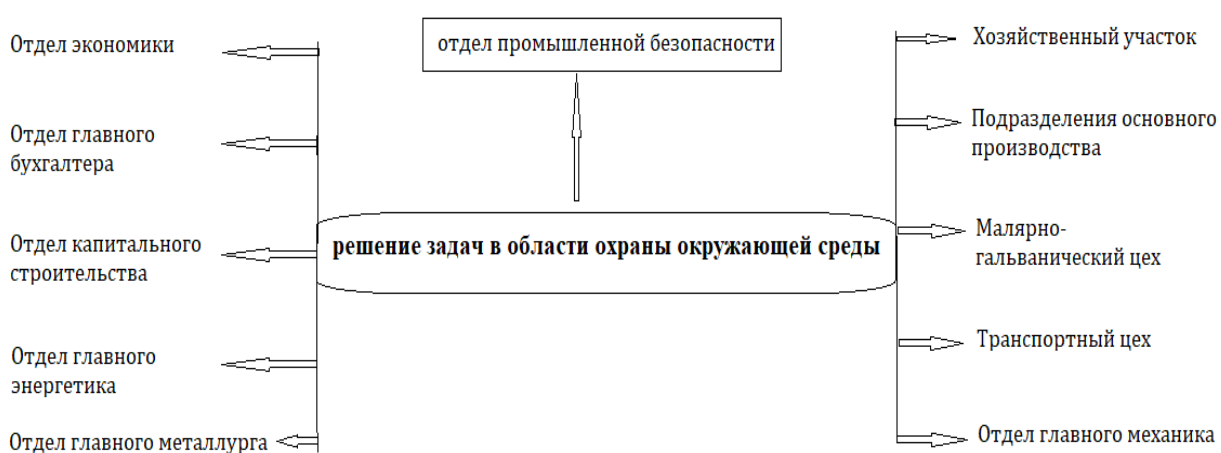 Отдел экономики
отдел промышленной безопасности
Хозяйственный участок
Отдел главного
бухгалтера
Подразделения основного
производства
Отдел капитального
строительства
решение задач в области охраны окружающей среды
Малярно-
гальванический цех
Отдел главного
энергетика
Транспортный цех
Отдел главного металлурга
Отдел главного механика